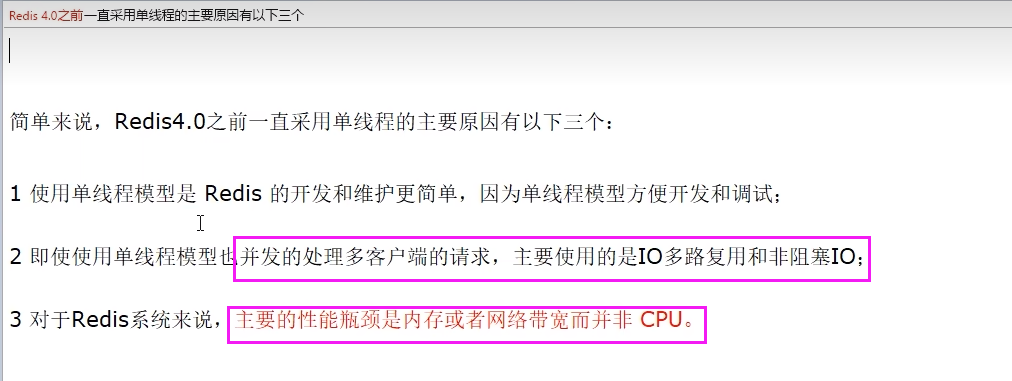 Redis 4.0之前一直采用单线程的主要原因有以下三个
简单来说，Redis4.0之前一直采用单线程的主要原因有以下三个：
1 使用单线程模型是 Redis 的开发和维护更简单，因为单线程模型方便开发和调试；
2 即使使用单线程模型也并发的处理多客户端的请求，主要使用的是IO多路复用和非阻塞IO；
3 对于Redis系统来说，主要的性能瓶颈是内存或者网络带宽而并非 CPU。